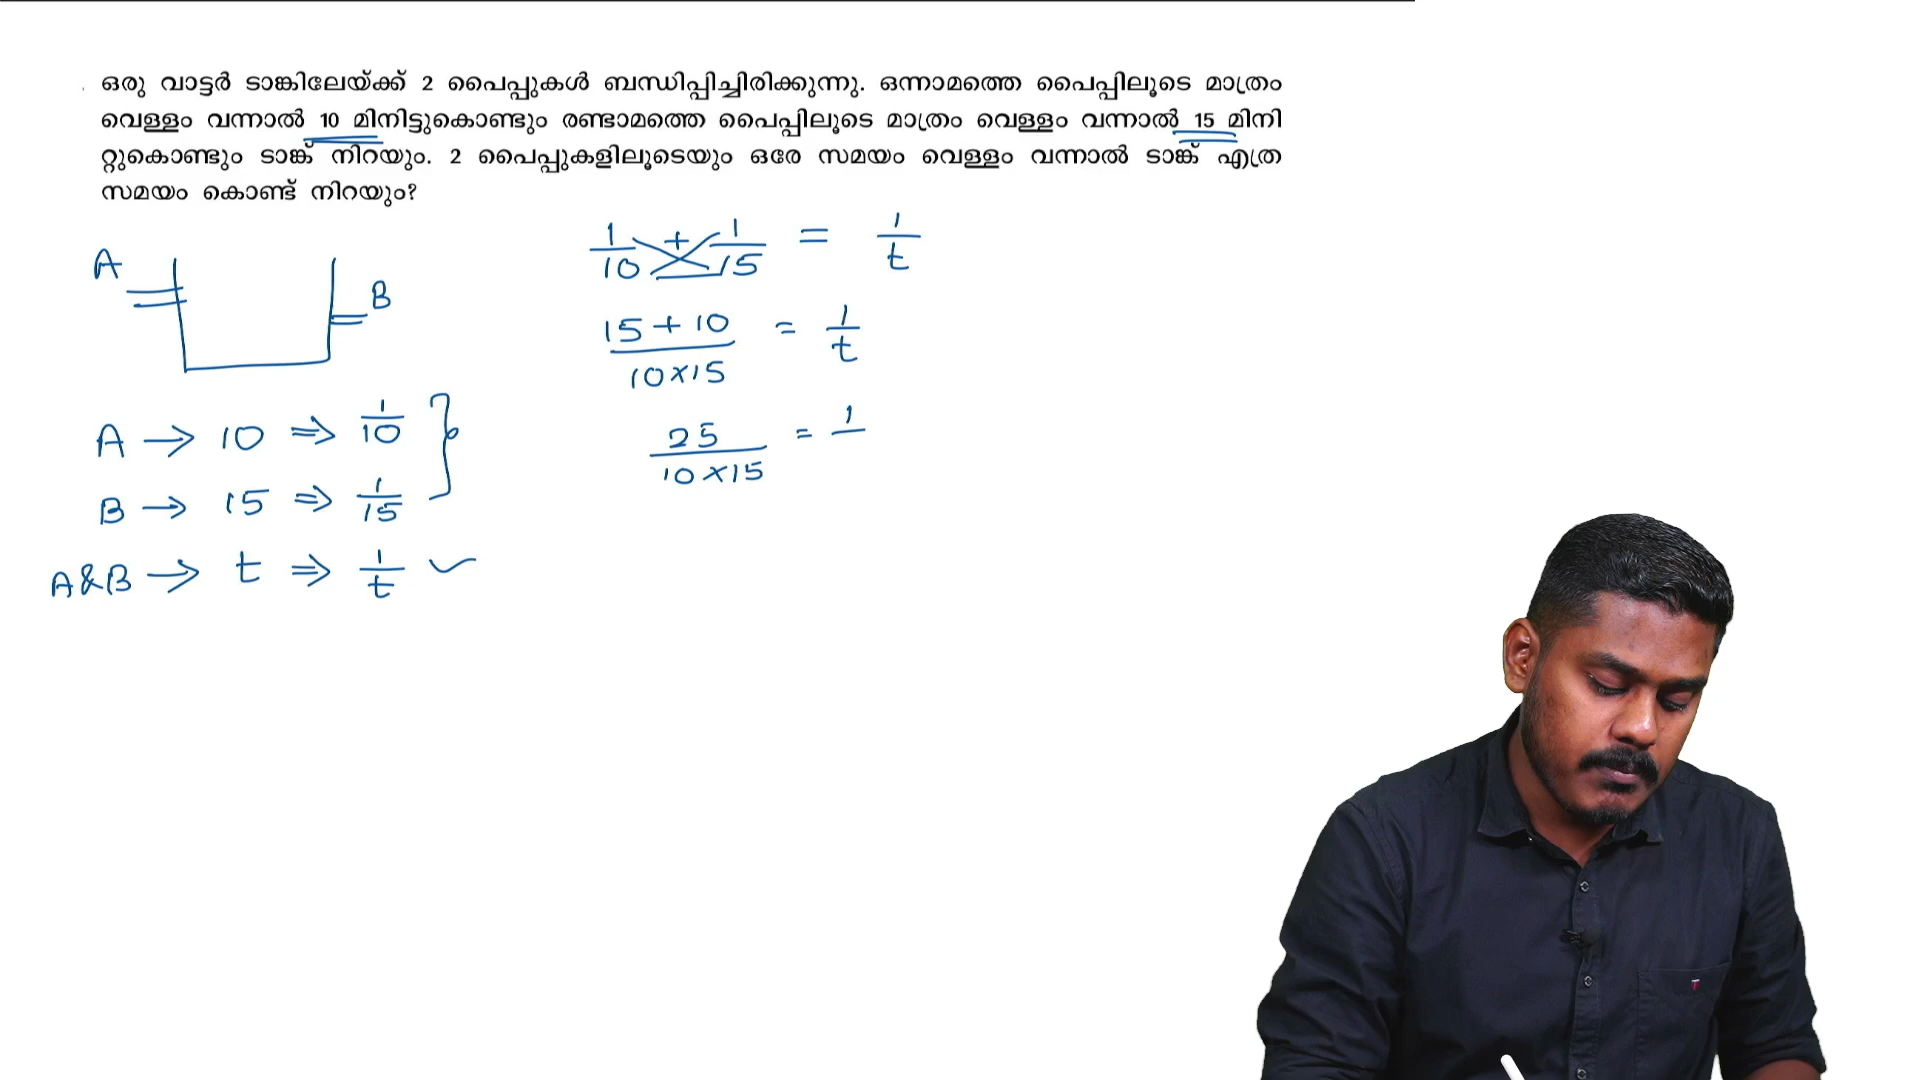 ഒരു വാട്ടർ ടാങ്കിലേയ്ക്ക് 2 പൈപ്പുകൾ ബന്ധിപ്പിച്ചിരിക്കുന്നു. ഒന്നാമത്തെ പൈപ്പിലൂടെ മാത്രം
വെള്ളം വന്നാൽ 10 മിനിട്ടുകൊണ്ടും രണ്ടാമത്തെ പൈപ്പിലൂടെ മാത്രം വെള്ളം വന്നാൽ 15 മിനി
റ്റുകൊണ്ടും ടാങ്ക് നിറയും. 2 പൈപ്പുകളിലൂടെയും ഒരേ സമയം വെള്ളം വന്നാൽ ടാങ്ക് എത്ര
സമയം കൊണ്ട് നിറയും?
A
B
A → 10 ⇒ 1/10
B → 15 ⇒ 1/15
A&B → t ⇒ 1/t ✓
1/10 + 1/15 = 1/t
15+10 / 10×15 = 1/t
25 / 10×15 = 1/